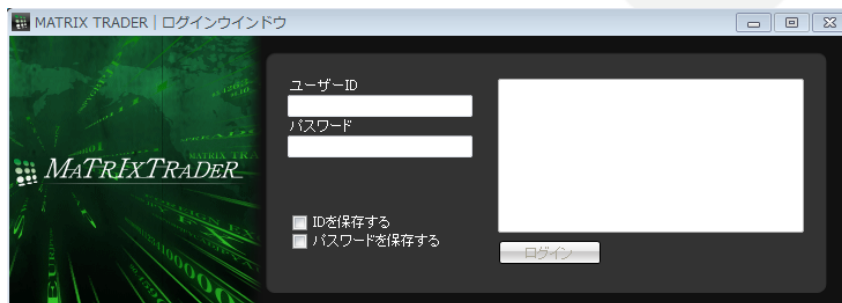 MATRIX TRADER | ログインウインドウ
ユーザーID
パスワード
MATRIXTRADER
IDを保存する
パスワードを保存する
ログイン